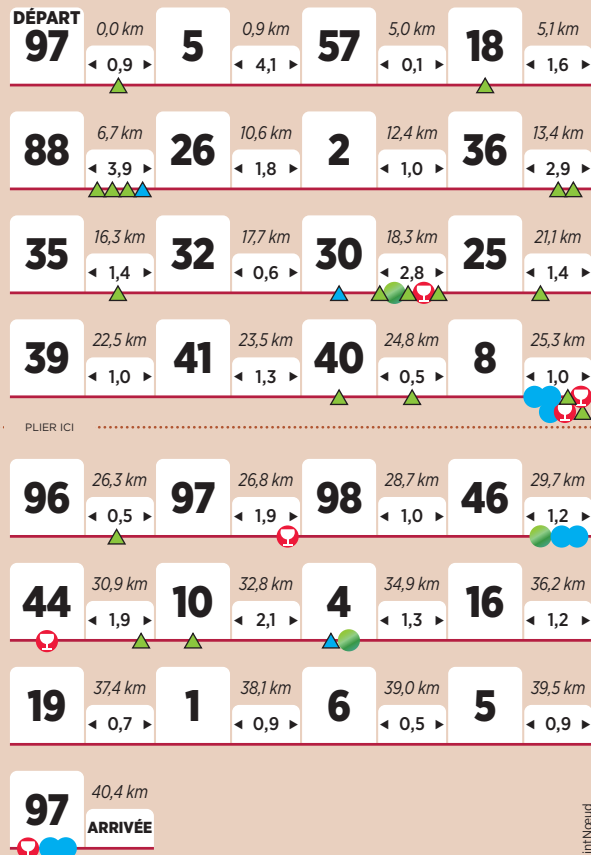 DÉPART
97 0,0 km 5 0,9 km 57 5,0 km 18 5,1 km
◄ 0,9 ► ◄ 4,1 ► ◄ 0,1 ► ◄ 1,6 ►
88 6,7 km 26 10,6 km 2 12,4 km 36 13,4 km
◄ 3,9 ► ◄ 1,8 ► ◄ 1,0 ► ◄ 2,9 ►
35 16,3 km 32 17,7 km 30 18,3 km 25 21,1 km
◄ 1,4 ► ◄ 0,6 ► ◄ 2,8 ► ◄ 1,4 ►
39 22,5 km 41 23,5 km 40 24,8 km 8 25,3 km
◄ 1,0 ► ◄ 1,3 ► ◄ 0,5 ► ◄ 1,0 ►
PLIER ICI
96 26,3 km 97 26,8 km 98 28,7 km 46 29,7 km
◄ 0,5 ► ◄ 1,9 ► ◄ 1,0 ► ◄ 1,2 ►
44 30,9 km 10 32,8 km 4 34,9 km 16 36,2 km
◄ 1,9 ► ◄ 2,1 ► ◄ 1,3 ► ◄ 1,2 ►
19 37,4 km 1 38,1 km 6 39,0 km 5 39,5 km
◄ 0,7 ► ◄ 0,9 ► ◄ 0,5 ► ◄ 0,9 ►
97 40,4 km
ARRIVÉE
intNœud